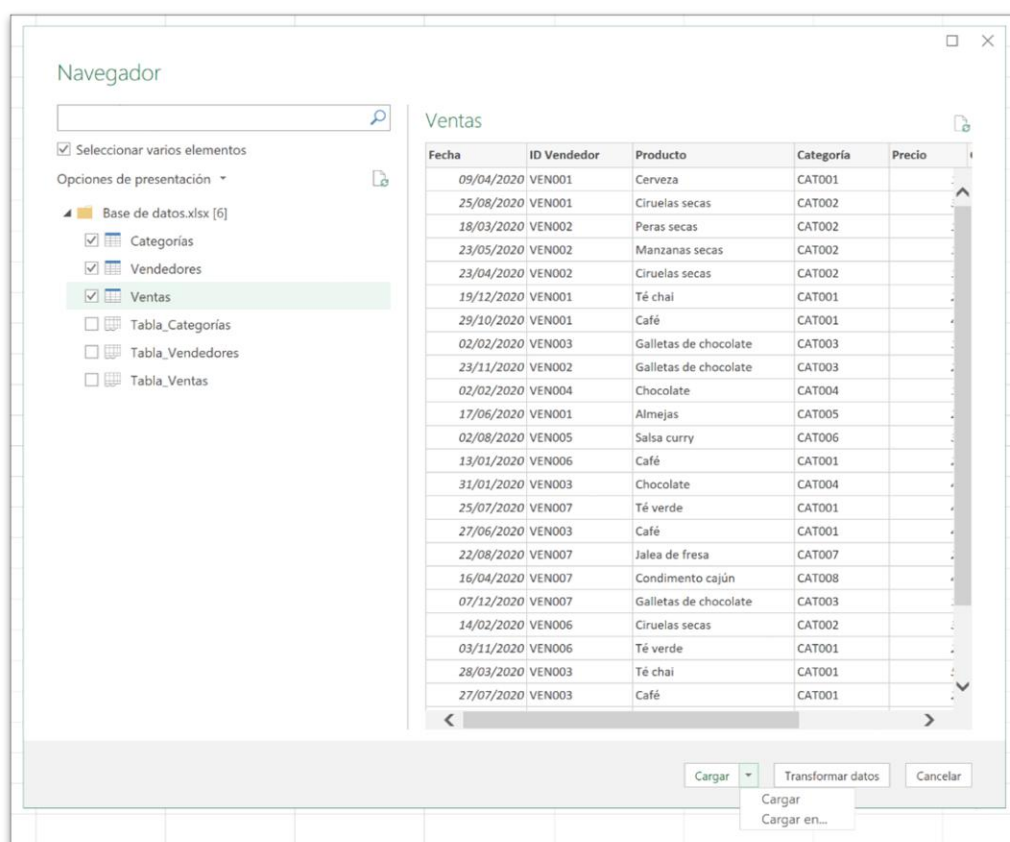 Navegador
Seleccionar varios elementos
Opciones de presentación
Base de datos.xlsx [6]
Categorías
Vendedores
Ventas
Tabla_Categorías
Tabla_Vendedores
Tabla_Ventas
Ventas
Fecha ID Vendedor Producto Categoría Precio
09/04/2020 VEN001 Cerveza CAT001
25/08/2020 VEN001 Ciruelas secas CAT002
18/03/2020 VEN002 Peras secas CAT002
23/05/2020 VEN002 Manzanas secas CAT002
23/04/2020 VEN002 Ciruelas secas CAT002
19/12/2020 VEN001 Té chai CAT001
29/10/2020 VEN001 Café CAT001
02/02/2020 VEN003 Galletas de chocolate CAT003
23/11/2020 VEN002 Galletas de chocolate CAT003
02/02/2020 VEN004 Chocolate CAT004
17/06/2020 VEN001 Almejas CAT005
02/08/2020 VEN005 Salsa curry CAT006
13/01/2020 VEN006 Café CAT001
31/01/2020 VEN003 Chocolate CAT004
25/07/2020 VEN007 Té verde CAT001
27/06/2020 VEN003 Café CAT001
22/08/2020 VEN007 Jalea de fresa CAT007
16/04/2020 VEN007 Condimento cajún CAT008
07/12/2020 VEN007 Galletas de chocolate CAT003
14/02/2020 VEN006 Ciruelas secas CAT002
03/11/2020 VEN006 Té verde CAT001
28/03/2020 VEN003 Té chai CAT001
27/07/2020 VEN003 Café CAT001
Cargar Transformar datos Cancelar
Cargar
Cargar en...